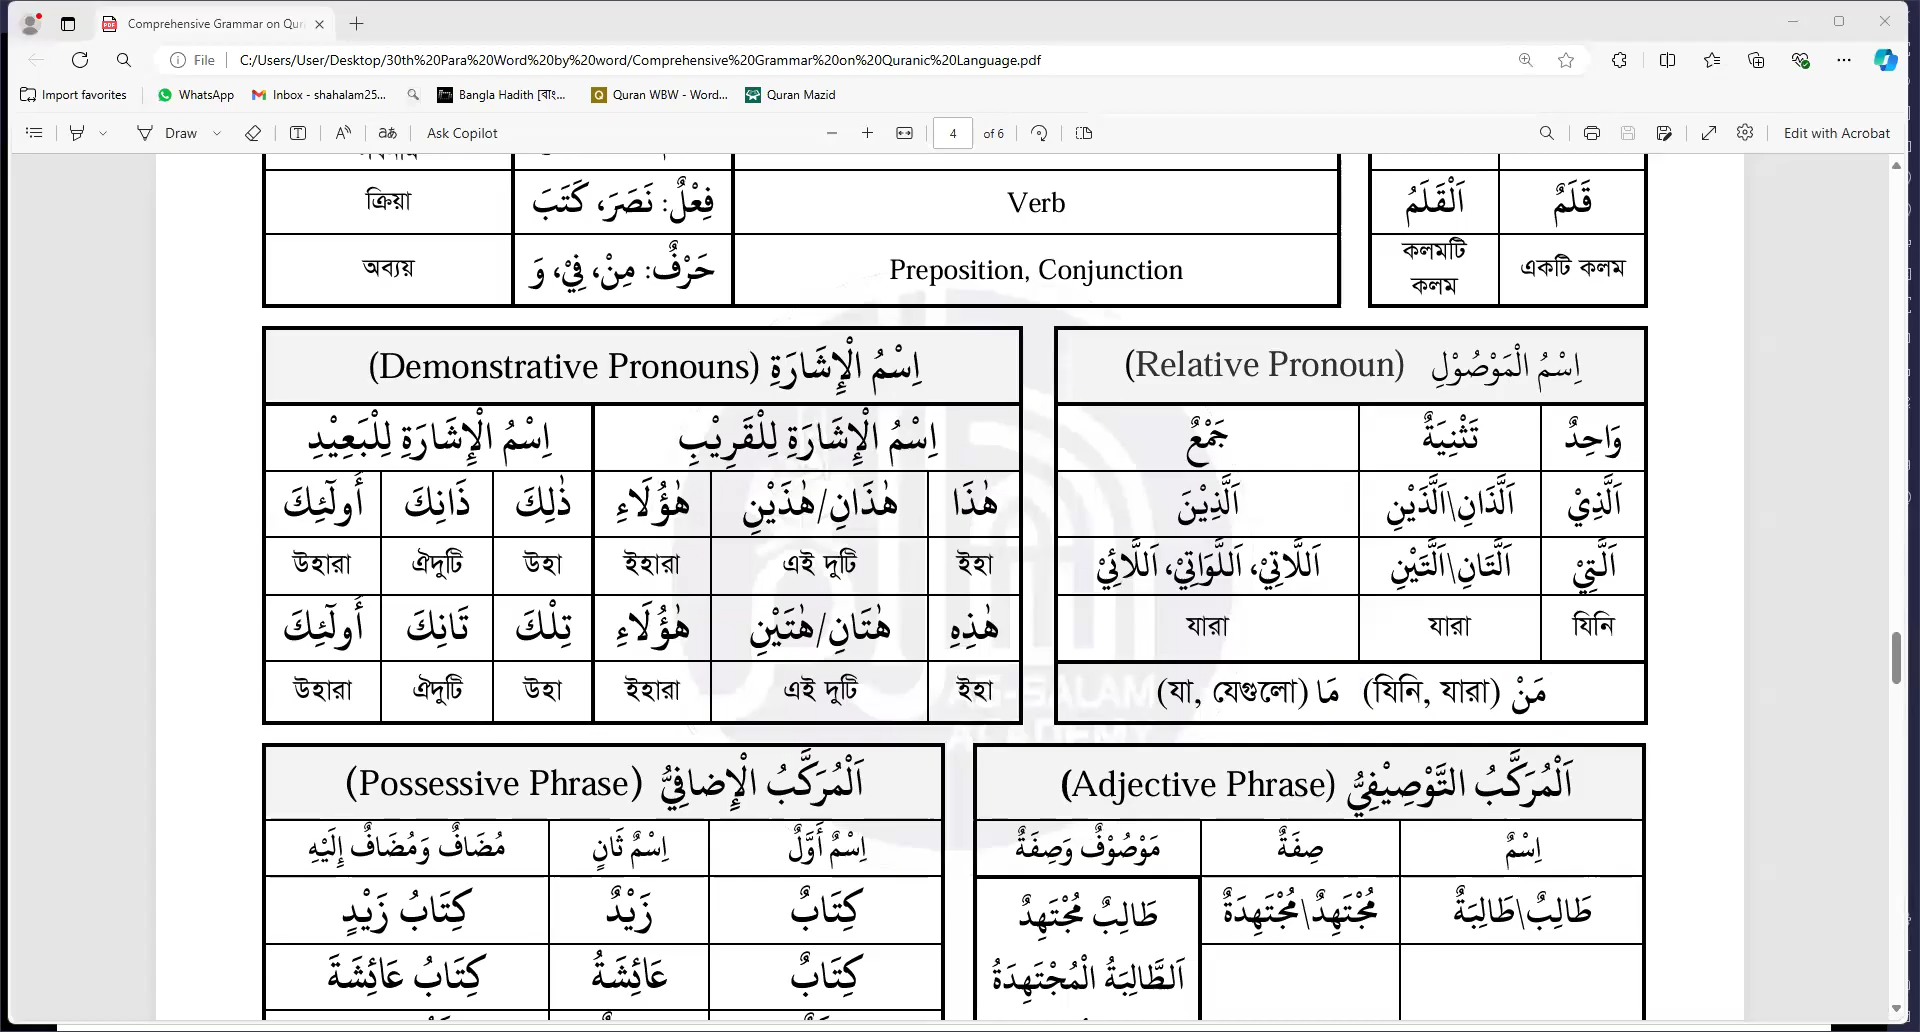 Comprehensive Grammar on Qur
File C:/Users/User/Desktop/30th%20Para%20Word%20by%20word/Comprehensive%20Grammar%20on%20Quranic%20Language.pdf
Import favorites WhatsApp Inbox - shahalam25... Bangla Hadith [বাং... Quran WBW - Word... Quran Mazid
Draw Ask Copilot 4 of 6 Edit with Acrobat
ক্রিয়া فِعْلٌ: نَصَرَ، كَتَبَ Verb
اَلْقَلَمُ قَلَمٌ
অব্যয় حَرْفٌ: مِنْ، فِيْ، وَ Preposition, Conjunction
কলমটি কলম একটি কলম
(Demonstrative Pronouns) اِسْمُ الْإِشَارَةِ
اِسْمُ الْإِشَارَةِ لِلْبَعِيْدِ اِسْمُ الْإِشَارَةِ لِلْقَرِيْبِ
أُولَٓئِكَ ذَانِكَ ذٰلِكَ هٰؤُلَاءِ هٰذَانِ/هٰذَيْنِ هٰذَا
উহারা ঐদুটি উহা ইহারা এই দুটি ইহা
أُولَٓئِكَ تَانِكَ تِلْكَ هٰؤُلَاءِ هٰتَانِ/هٰتَيْنِ هٰذِهِ
উহারা ঐদুটি উহা ইহারা এই দুটি ইহা
(Relative Pronoun) اِسْمُ الْمَوْصُوْلِ
جَمْعٌ تَثْنِيَةٌ وَاحِدٌ
اَلَّذِيْنَ اَلَّذَانِ\اَلَّذَيْنِ اَلَّذِيْ
اَللَّاتِيْ، اَللَّوَاتِيْ، اَللَّائِيْ اَلَّتَانِ\اَلَّتَيْنِ اَلَّتِيْ
যারা যারা যিনি
مَنْ (যিনি, যারা) مَا (যা, যেগুলো)
(Possessive Phrase) اَلْمُرَكَّبُ الْإِضافِيُّ
مُضَافٌ وَمُضَافٌ إِلَيْهِ اِسْمٌ ثَانٍ اِسْمٌ أَوَّلٌ
كِتَابُ زَيْدٍ زَيْدٌ كِتَابٌ
كِتَابُ عَائِشَةَ عَائِشَةُ كِتَابٌ
(Adjective Phrase) اَلْمُرَكَّبُ التَّوْصِيْفِيُّ
مَوْصُوْفٌ وَصِفَةٌ صِفَةٌ اِسْمٌ
طَالِبٌ مُجْتَهِدٌ مُجْتَهِدٌ\مُجْتَهِدَةٌ طَالِبٌ\طَالِبَةٌ
اَلطَّالِبَةُ الْمُجْتَهِدَةُ
AS-SALAM
ACADEMY